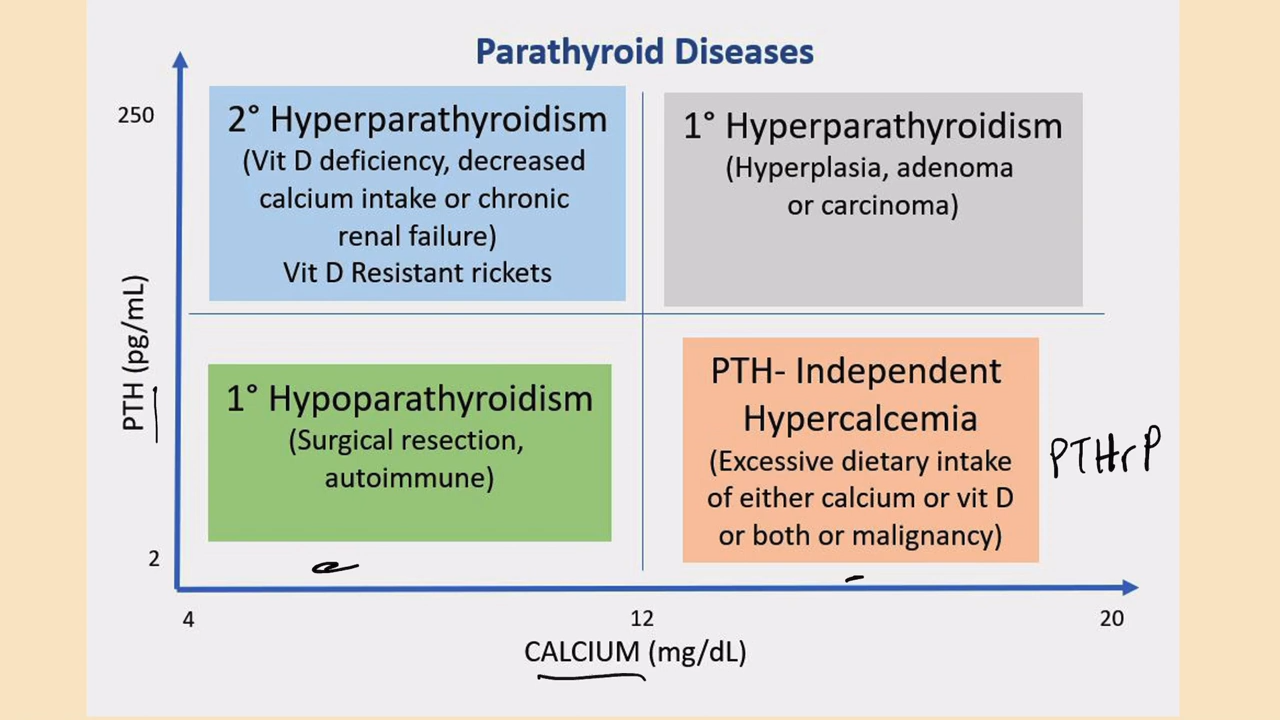 Parathyroid Diseases
250
2° Hyperparathyroidism
(Vit D deficiency, decreased
calcium intake or chronic
renal failure)
Vit D Resistant rickets
1° Hyperparathyroidism
(Hyperplasia, adenoma
or carcinoma)
PTH (pg/mL)
1° Hypoparathyroidism
(Surgical resection,
autoimmune)
PTH- Independent
Hypercalcemia
(Excessive dietary intake
of either calcium or vit D
or both or malignancy)
PTHrP
2
4
12
20
CALCIUM (mg/dL)